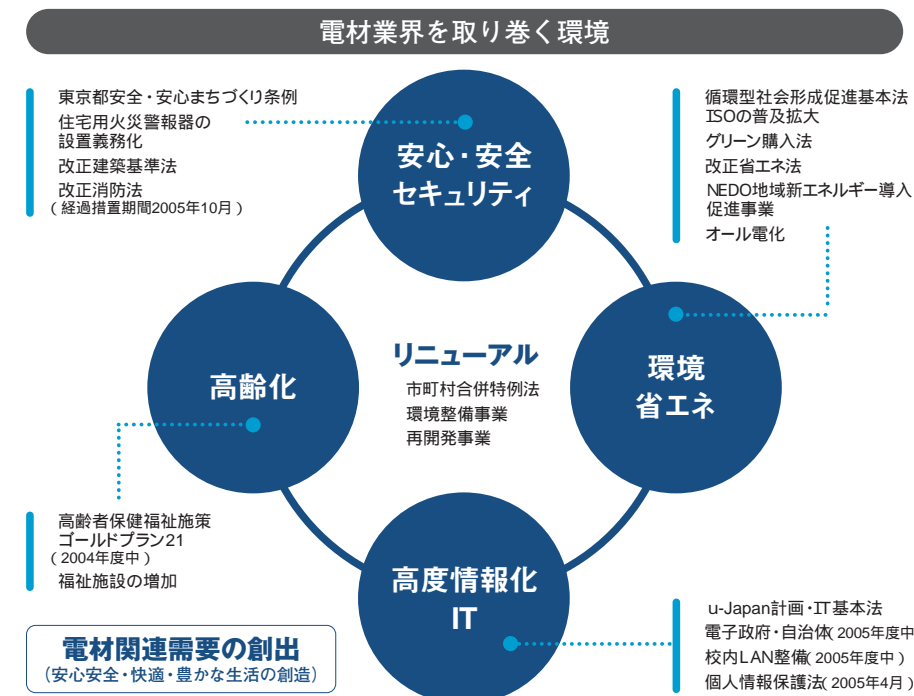 電材業界を取り巻く環境
東京都安全・安心まちづくり条例
住宅用火災警報器の
設置義務化
改正建築基準法
改正消防法
(経過措置期間2005年10月)
安心・安全
セキュリティ
循環型社会形成促進基本法
ISOの普及拡大
グリーン購入法
改正省エネ法
NEDO地域新エネルギー導入
促進事業
オール電化
高齢化
リニューアル
市町村合併特例法
環境整備事業
再開発事業
環境
省エネ
高齢者保健福祉施策
ゴールドプラン21
(2004年度中)
福祉施設の増加
高度情報化
IT
u-Japan計画・IT基本法
電子政府・自治体(2005年度中
校内LAN整備(2005年度中)
個人情報保護法(2005年4月)
電材関連需要の創出
(安心安全・快適・豊かな生活の創造)